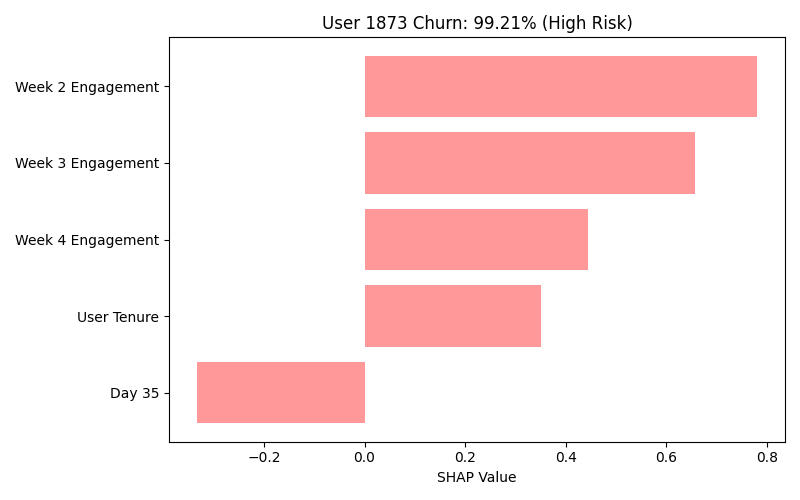 User 1873 Churn: 99.21% (High Risk)
Week 2 Engagement
Week 3 Engagement
Week 4 Engagement
User Tenure
Day 35
−0.2 0.0 0.2 0.4 0.6 0.8
SHAP Value